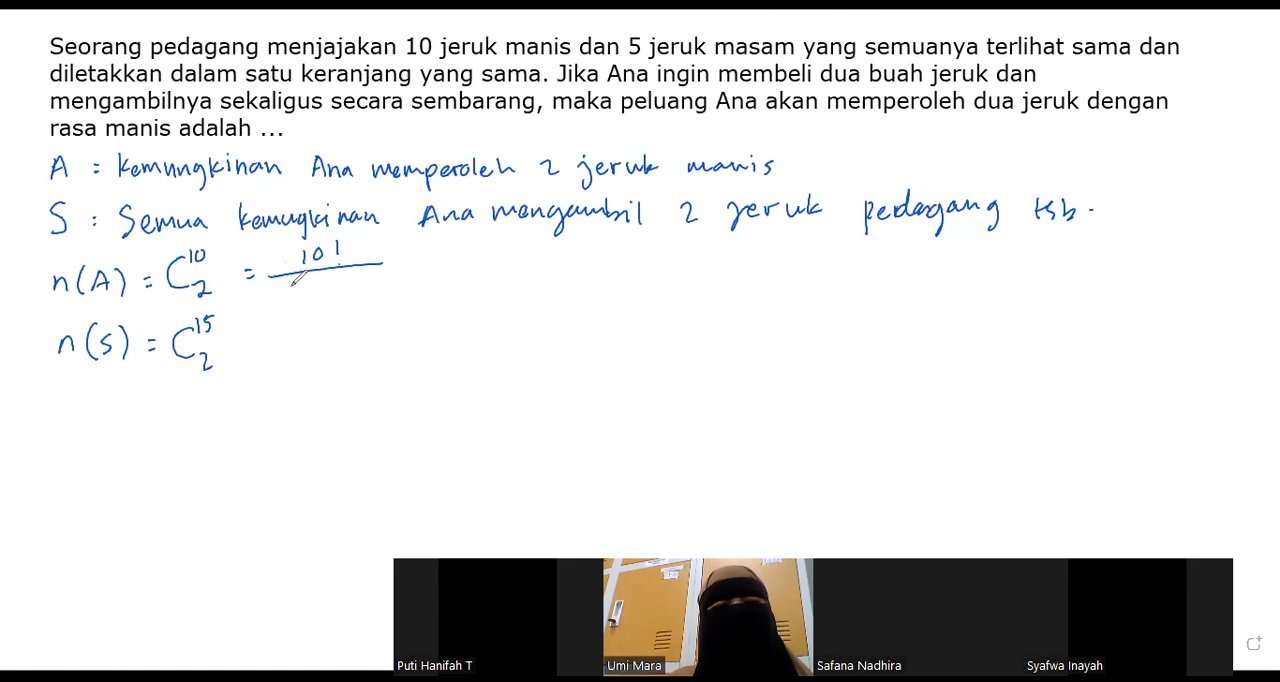 Seorang pedagang menjajakan 10 jeruk manis dan 5 jeruk masam yang semuanya terlihat sama dan
diletakkan dalam satu keranjang yang sama. Jika Ana ingin membeli dua buah jeruk dan
mengambilnya sekaligus secara sembarang, maka peluang Ana akan memperoleh dua jeruk dengan
rasa manis adalah ...
A = kemungkinan Ana memperoleh 2 jeruk manis
S : Semua kemugkinan Ana mengambil 2 jeruk pedagang tsb.
n(A) = C₂¹⁰ = 10!
n(S) = C₂¹⁵
Puti Hanifah T Umi Mara Safana Nadhira Syafwa Inayah